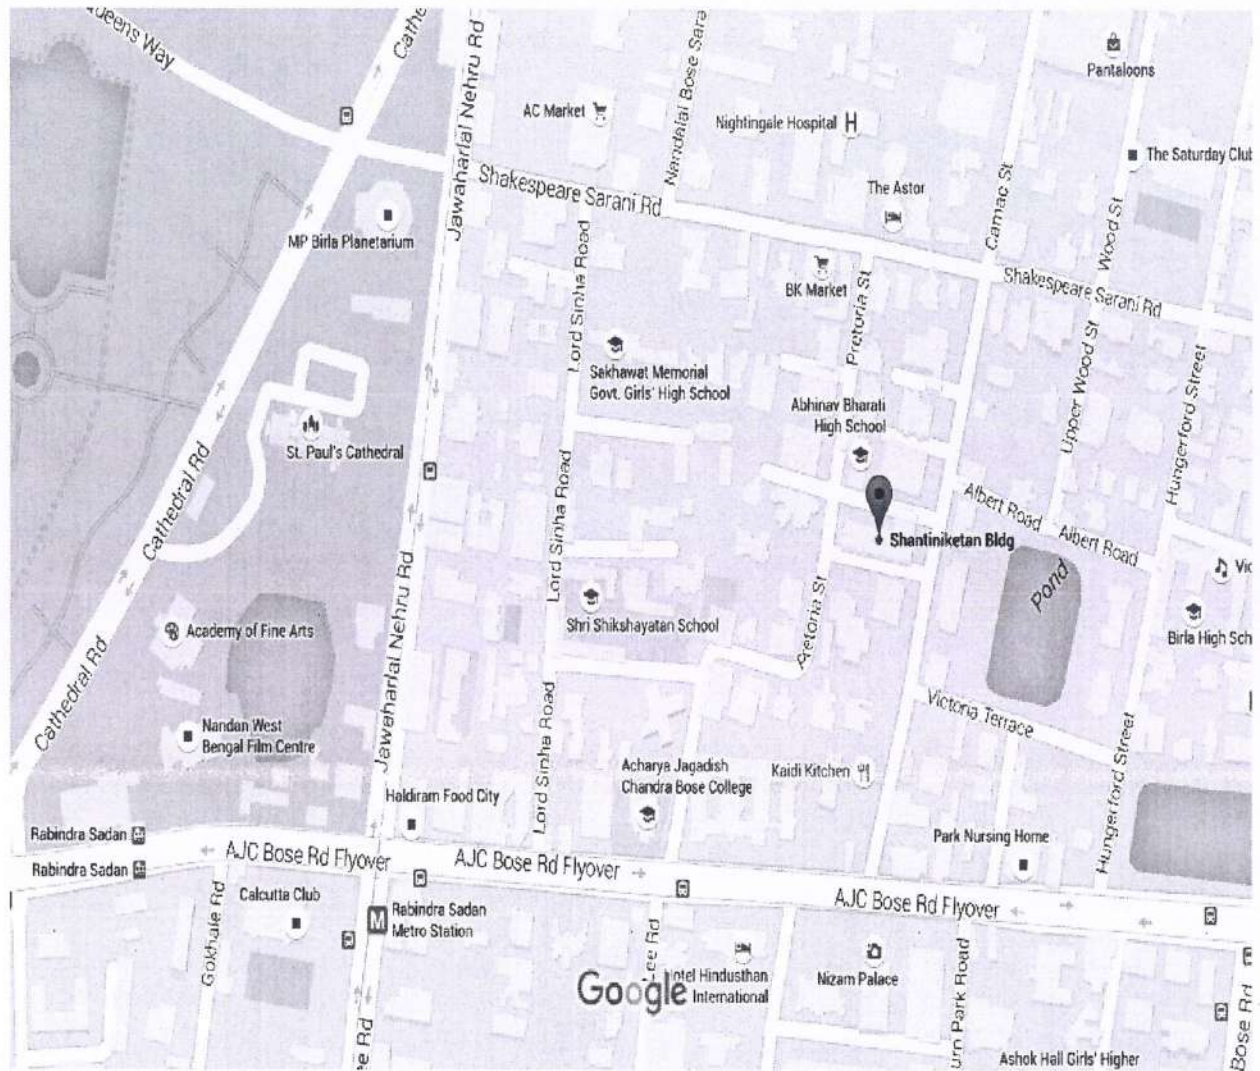 Queens Way
Cathe
Jawaharlal Nehru Rd
Nandalal Bose Sara
Pantaloons
AC Market
Nightingale Hospital
The Saturday Club
Camac St
Wood St
Shakespeare Sarani Rd
The Astor
MP Birla Planetarium
Lord Sinha Road
BK Market
Pretoria St
Shakespeare Sarani Rd
Sakhawat Memorial
Govt. Girls' High School
Upper Wood St
Hungerford Street
Abhinav Bharati
High School
St. Paul's Cathedral
Cathedral Rd
Lord Sinha Road
Albert Road
Albert Road
Shantiniketan Bldg
Pond
Vic
Jawaharlal Nehru Rd
Academy of Fine Arts
Shri Shikshayatan School
Pretoria St
Birla High Sch
Cathedral Rd
Nandan West
Bengal Film Centre
Lord Sinha Road
Victoria Terrace
Hungerford Street
Acharya Jagadish
Chandra Bose College
Kaidi Kitchen
Haldiram Food City
Rabindra Sadan
Rabindra Sadan
AJC Bose Rd Flyover
AJC Bose Rd Flyover
Park Nursing Home
AJC Bose Rd Flyover
Calcutta Club
Gokhale Rd
M
Rabindra Sadan
Metro Station
Lee Rd
Hotel Hindusthan
International
Google
Nizam Palace
urn Park Road
Bose Rd
ee Rd
Ashok Hall Girls' Higher